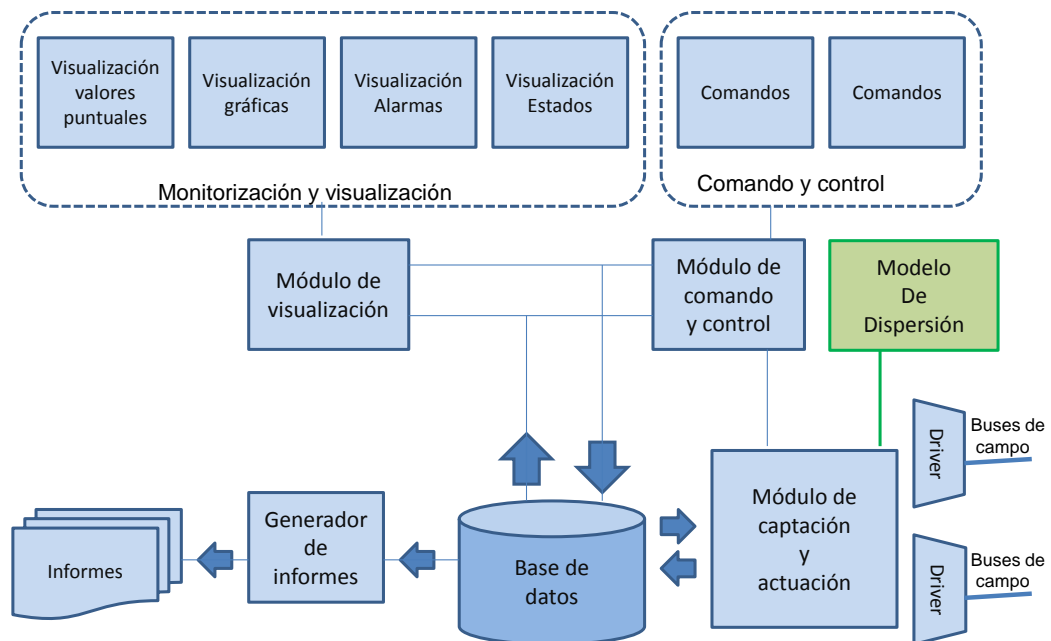 Visualización
valores
puntuales
Visualización
gráficas
Visualización
Alarmas
Visualización
Estados
Comandos
Comandos
Monitorización y visualización
Comando y control
Módulo de
visualización
Módulo de
comando
y control
Modelo
De
Dispersión
Driver
Buses de
campo
Informes
Generador
de
informes
Base de
datos
Módulo de
captación
y
actuación
Driver
Buses de
campo